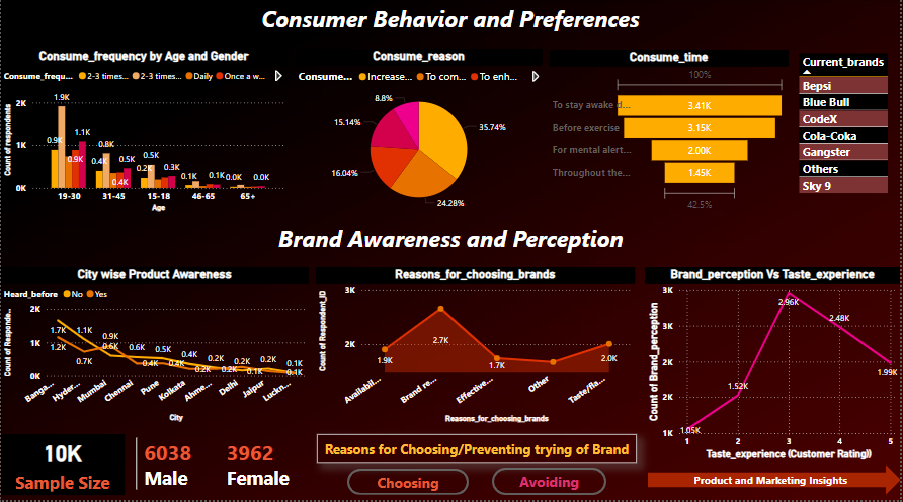 Consumer Behavior and Preferences
Consume_frequency by Age and Gender
Consume_frequ... 2-3 times... 2-3 times... Daily Once a w...
Count of respondents
2K
1K
0K
0.9K
1.9K
0.9K
1.1K
0.4K
0.8K
0.4K
0.5K
0.2K
0.5K
0.3K
0.1K
0.1K
0.0K
0.0K
19-30 31-45 15-18 46-65 65+
Age
Consume_reason
Consume... Increase... To com... To enh...
35.74%
24.28%
16.04%
15.14%
8.8%
Consume_time
100%
To stay awake d... 3.41K
Before exercise 3.15K
For mental alert... 2.00K
Throughout the... 1.45K
42.5%
Current_brands
Bepsi
Blue Bull
CodeX
Cola-Coka
Gangster
Others
Sky 9
Brand Awareness and Perception
City wise Product Awareness
Heard_before No Yes
Count of Responde...
2K
1K
0K
1.7K
1.2K
1.1K
0.7K
0.9K
0.6K
0.6K
0.4K
0.5K
0.4K
0.4K
0.2K
0.2K
0.2K
0.2K
0.1K
0.2K
0.1K
0.1K
Banga... Hyder... Mumbai Chennai Pune Kolkata Ahme... Delhi Jaipur Luckn...
City
Reasons_for_choosing_brands
Count of Respondent_ID
3K
2K
1.9K
2.7K
1.7K
2.0K
Availabil... Brand re... Effective... Other Taste/fla...
Reasons_for_choosing_brands
Brand_perception Vs Taste_experience
Count of Brand_perception
3K
3K
2K
2K
1K
1.05K
1.52K
2.96K
2.48K
1.99K
1 2 3 4 5
Taste_experience (Customer Rating))
10K
Sample Size
6038
Male
3962
Female
Reasons for Choosing/Preventing trying of Brand
Choosing
Avoiding
Product and Marketing Insights